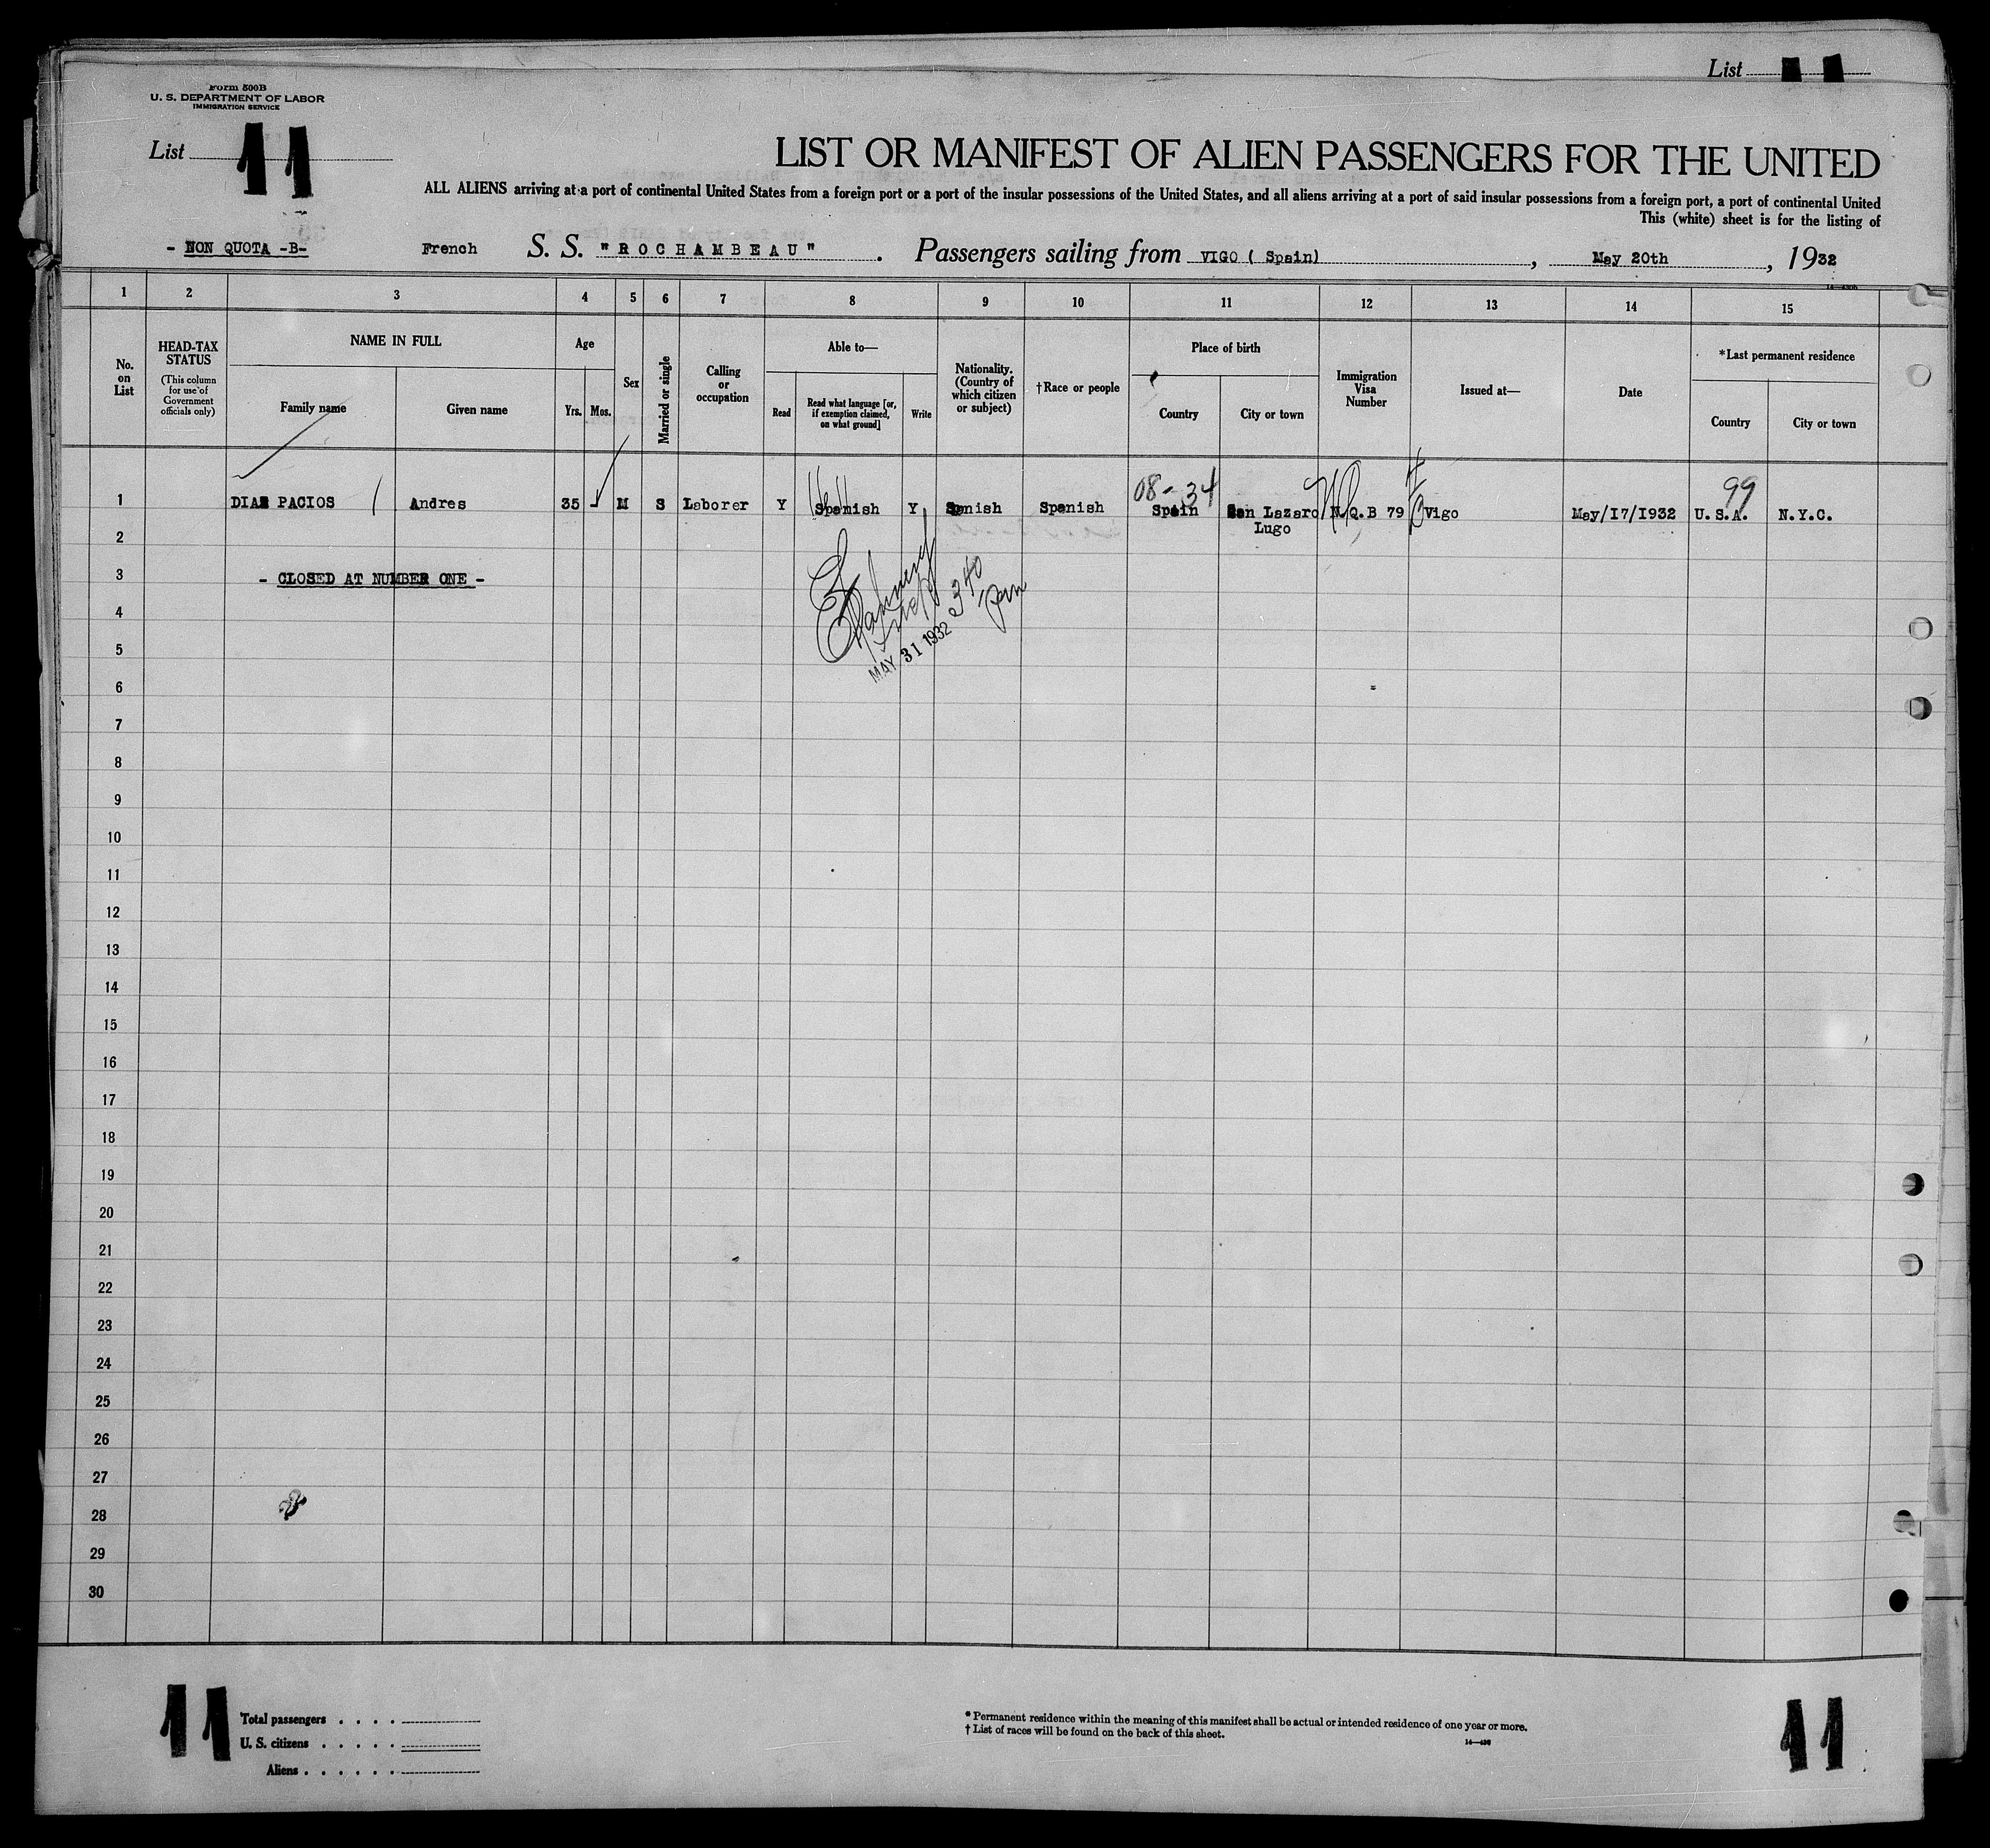 List
Form 500B
U. S. DEPARTMENT OF LABOR
IMMIGRATION SERVICE
List 11
LIST OR MANIFEST OF ALIEN PASSENGERS FOR THE UNITED
ALL ALIENS arriving at a port of continental United States from a foreign port or a port of the insular possessions of the United States, and all aliens arriving at a port of said insular possessions from a foreign port, a port of continental United
This (white) sheet is for the listing of
- NON QUOTA -B- French S. S. "ROCHAMBEAU". Passengers sailing from VIGO ( Spain) , May 20th , 1932
1 2 3 4 5 6 7 8 9 10 11 12 13 14 15
No. on List
HEAD-TAX STATUS
(This column for use of Government officials only)
NAME IN FULL
Family name Given name
Age
Yrs. Mos.
Sex
Married or single
Calling or occupation
Able to—
Read
Read what language [or, if exemption claimed, on what ground]
Write
Nationality. (Country of which citizen or subject)
†Race or people
Place of birth
Country City or town
Immigration Visa Number
Issued at—
Date
*Last permanent residence
Country City or town
08-34 99
1 DIAZ PACIOS Andres 35 M S Laborer Y Spanish Y Spanish Spanish Spain San Lazaro N.Q.B 79 Vigo May/17/1932 U.S.A. N.Y.C.
Lugo
2
3 - CLOSED AT NUMBER ONE -
340
MAY 31 1932
4
5
6
7
8
9
10
11
12
13
14
15
16
17
18
19
20
21
22
23
24
25
26
27
28
29
30
11
Total passengers . . . .
U. S. citizens . . . . .
Aliens . . . . . .
* Permanent residence within the meaning of this manifest shall be actual or intended residence of one year or more.
† List of races will be found on the back of this sheet.
11